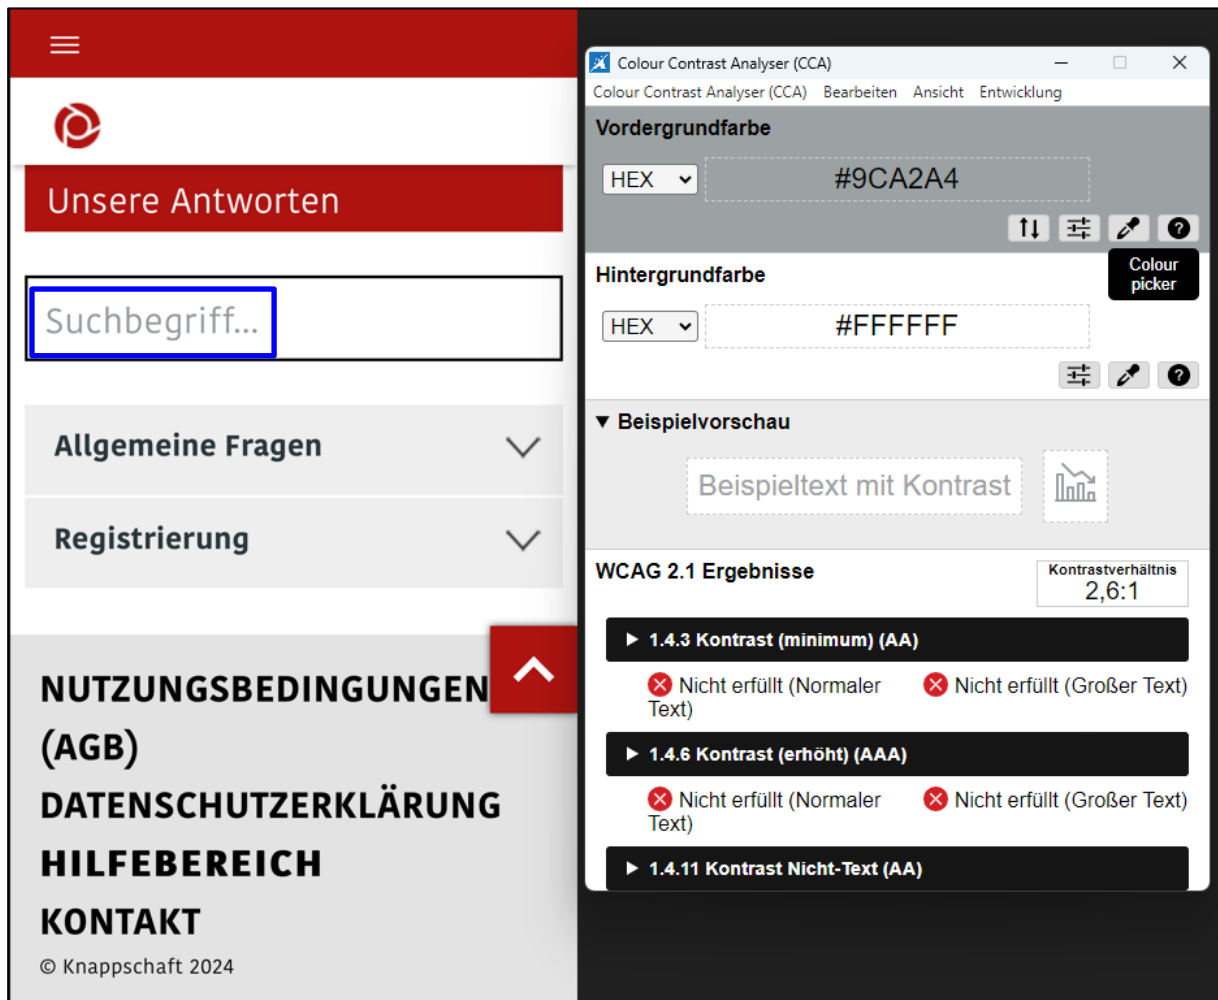 Unsere Antworten
Suchbegriff...
Allgemeine Fragen
Registrierung
NUTZUNGSBEDINGUNGEN
(AGB)
DATENSCHUTZERKLÄRUNG
HILFEBEREICH
KONTAKT
© Knappschaft 2024
Colour Contrast Analyser (CCA)
Colour Contrast Analyser (CCA) Bearbeiten Ansicht Entwicklung
Vordergrundfarbe
HEX #9CA2A4
Colour
picker
Hintergrundfarbe
HEX #FFFFFF
Beispielvorschau
Beispieltext mit Kontrast
WCAG 2.1 Ergebnisse
Kontrastverhältnis
2,6:1
1.4.3 Kontrast (minimum) (AA)
Nicht erfüllt (Normaler Text)
Nicht erfüllt (Großer Text)
1.4.6 Kontrast (erhöht) (AAA)
Nicht erfüllt (Normaler Text)
Nicht erfüllt (Großer Text)
1.4.11 Kontrast Nicht-Text (AA)